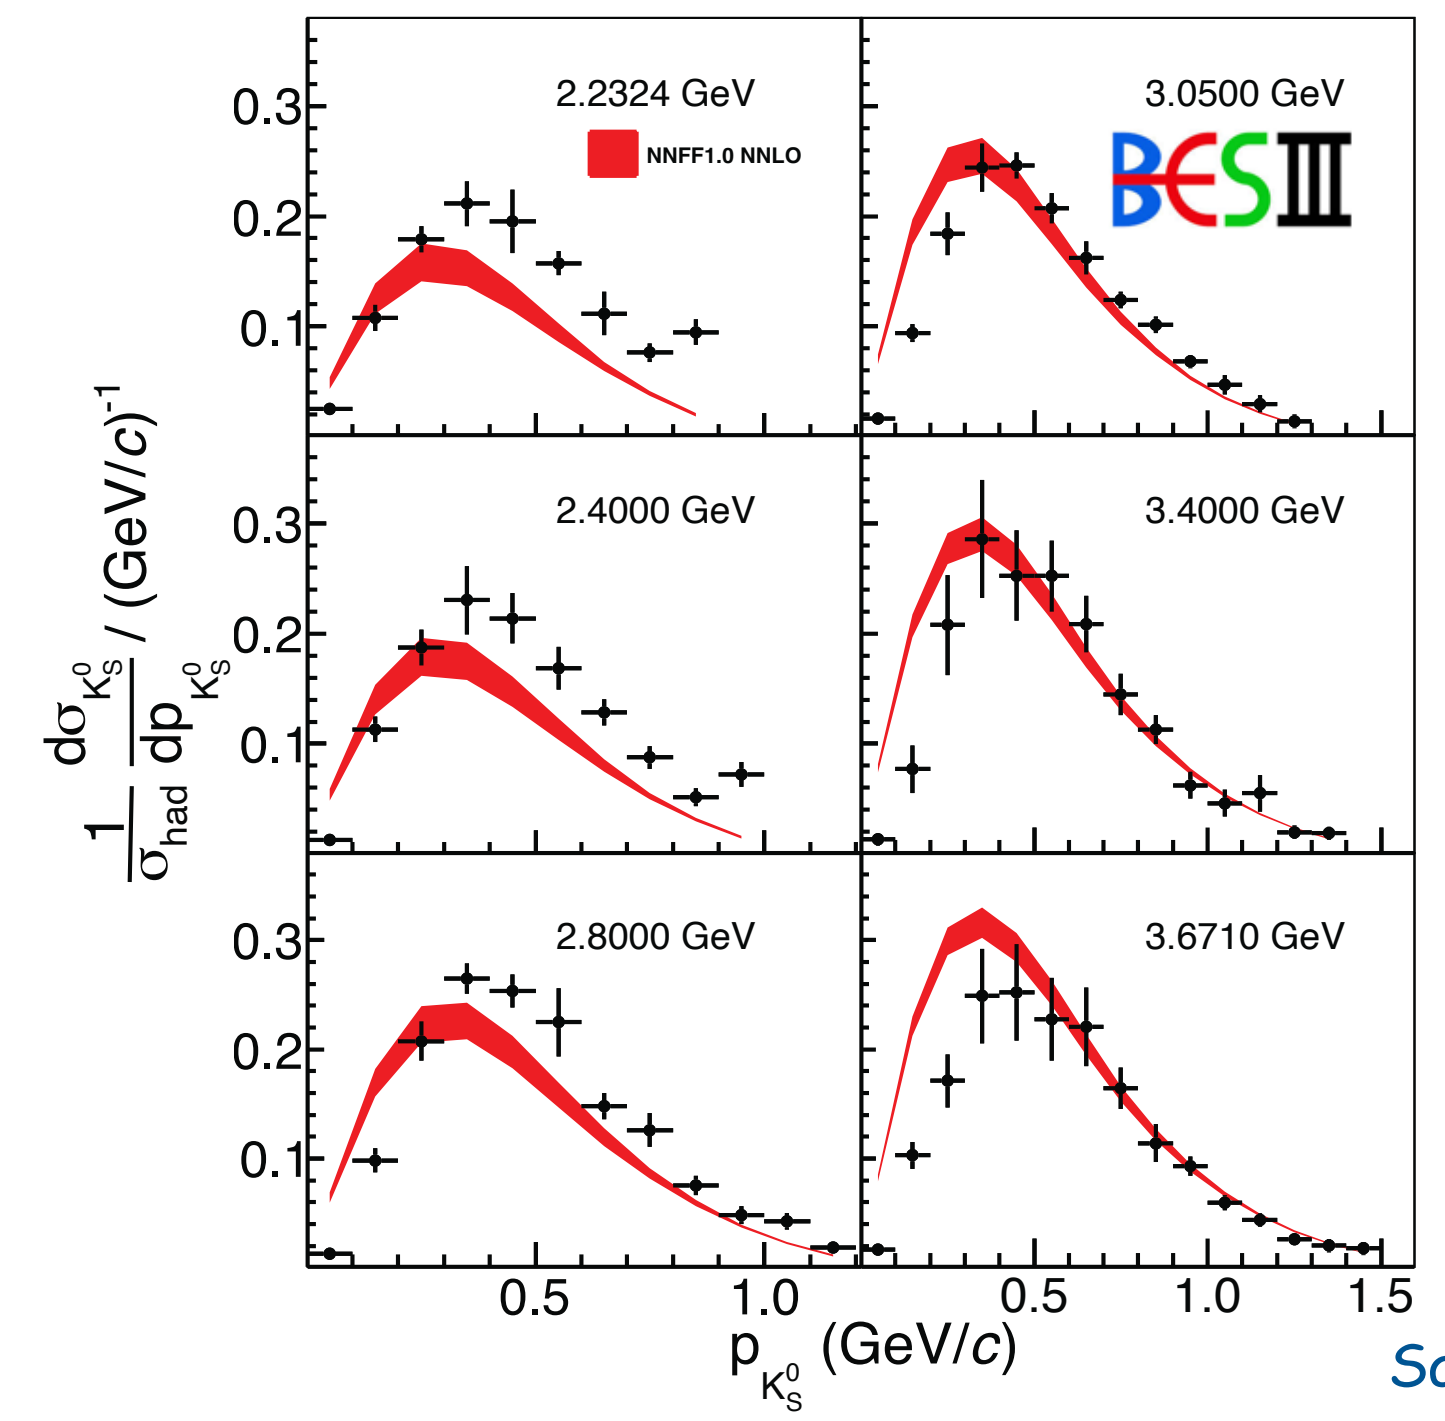 2.2324 GeV
NNFF1.0 NNLO
3.0500 GeV
BESIII
0.3
0.2
0.1
2.4000 GeV
3.4000 GeV
0.3
0.2
0.1
2.8000 GeV
3.6710 GeV
0.3
0.2
0.1
1/σ_had dσ_{K_S^0}/dp_{K_S^0} / (GeV/c)^{-1}
0.5 1.0 0.5 1.0 1.5
p_{K_S^0} (GeV/c)